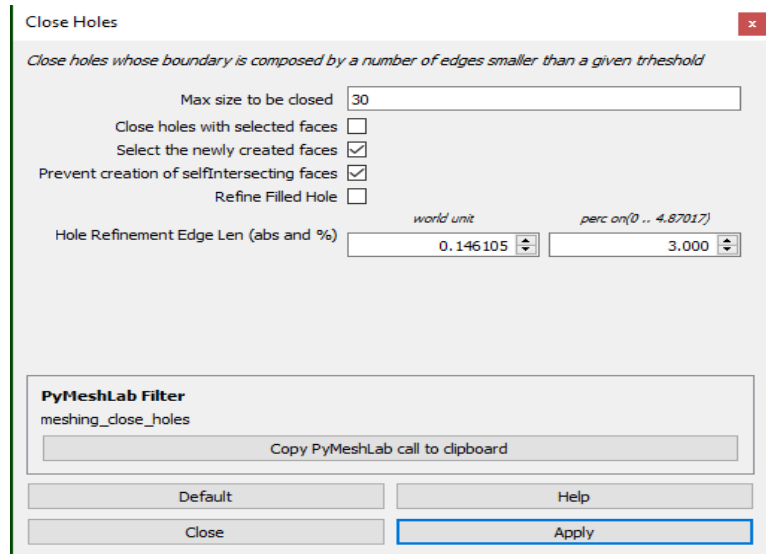 Close Holes
x
Close holes whose boundary is composed by a number of edges smaller than a given trheshold
Max size to be closed 30
Close holes with selected faces
Select the newly created faces
Prevent creation of selfIntersecting faces
Refine Filled Hole
world unit perc on(0 .. 4.87017)
Hole Refinement Edge Len (abs and %) 0.146105 3.000
PyMeshLab Filter
meshing_close_holes
Copy PyMeshLab call to clipboard
Default Help
Close Apply